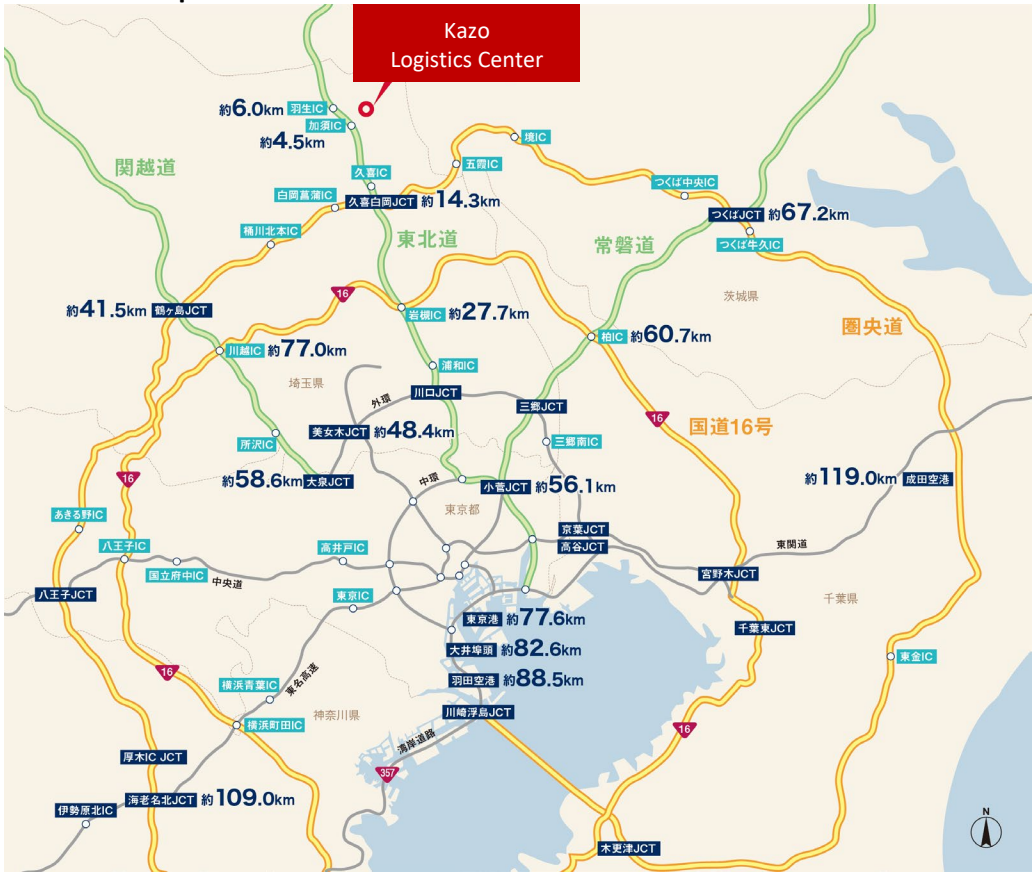 Kazo
Logistics Center
約6.0km 羽生IC
加須IC
約4.5km
関越道
久喜IC
五霞IC
境IC
白岡菖蒲IC
久喜白岡JCT 約14.3km
つくば中央IC
つくばJCT 約67.2km
つくば牛久IC
桶川北本IC
東北道
常磐道
茨城県
16
約41.5km 鶴ヶ島JCT
岩槻IC 約27.7km
圏央道
川越IC 約77.0km
柏IC 約60.7km
浦和IC
埼玉県
川口JCT
外環
三郷JCT
16
国道16号
美女木JCT 約48.4km
三郷南IC
所沢IC
約58.6km 大泉JCT
16
中環
小菅JCT 約56.1km
約119.0km 成田空港
東京都
あきる野IC
京葉JCT
八王子IC
高井戸IC
高谷JCT
東関道
国立府中IC
中央道
宮野木JCT
八王子JCT
東京IC
千葉県
東京港 約77.6km
千葉東JCT
大井埠頭 約82.6km
東金IC
16
羽田空港 約88.5km
横浜青葉IC
東名高速
川崎浮島JCT
神奈川県
横浜町田IC
16
湾岸道路
厚木IC JCT
357
海老名北JCT 約109.0km
伊勢原北IC
N
木更津JCT